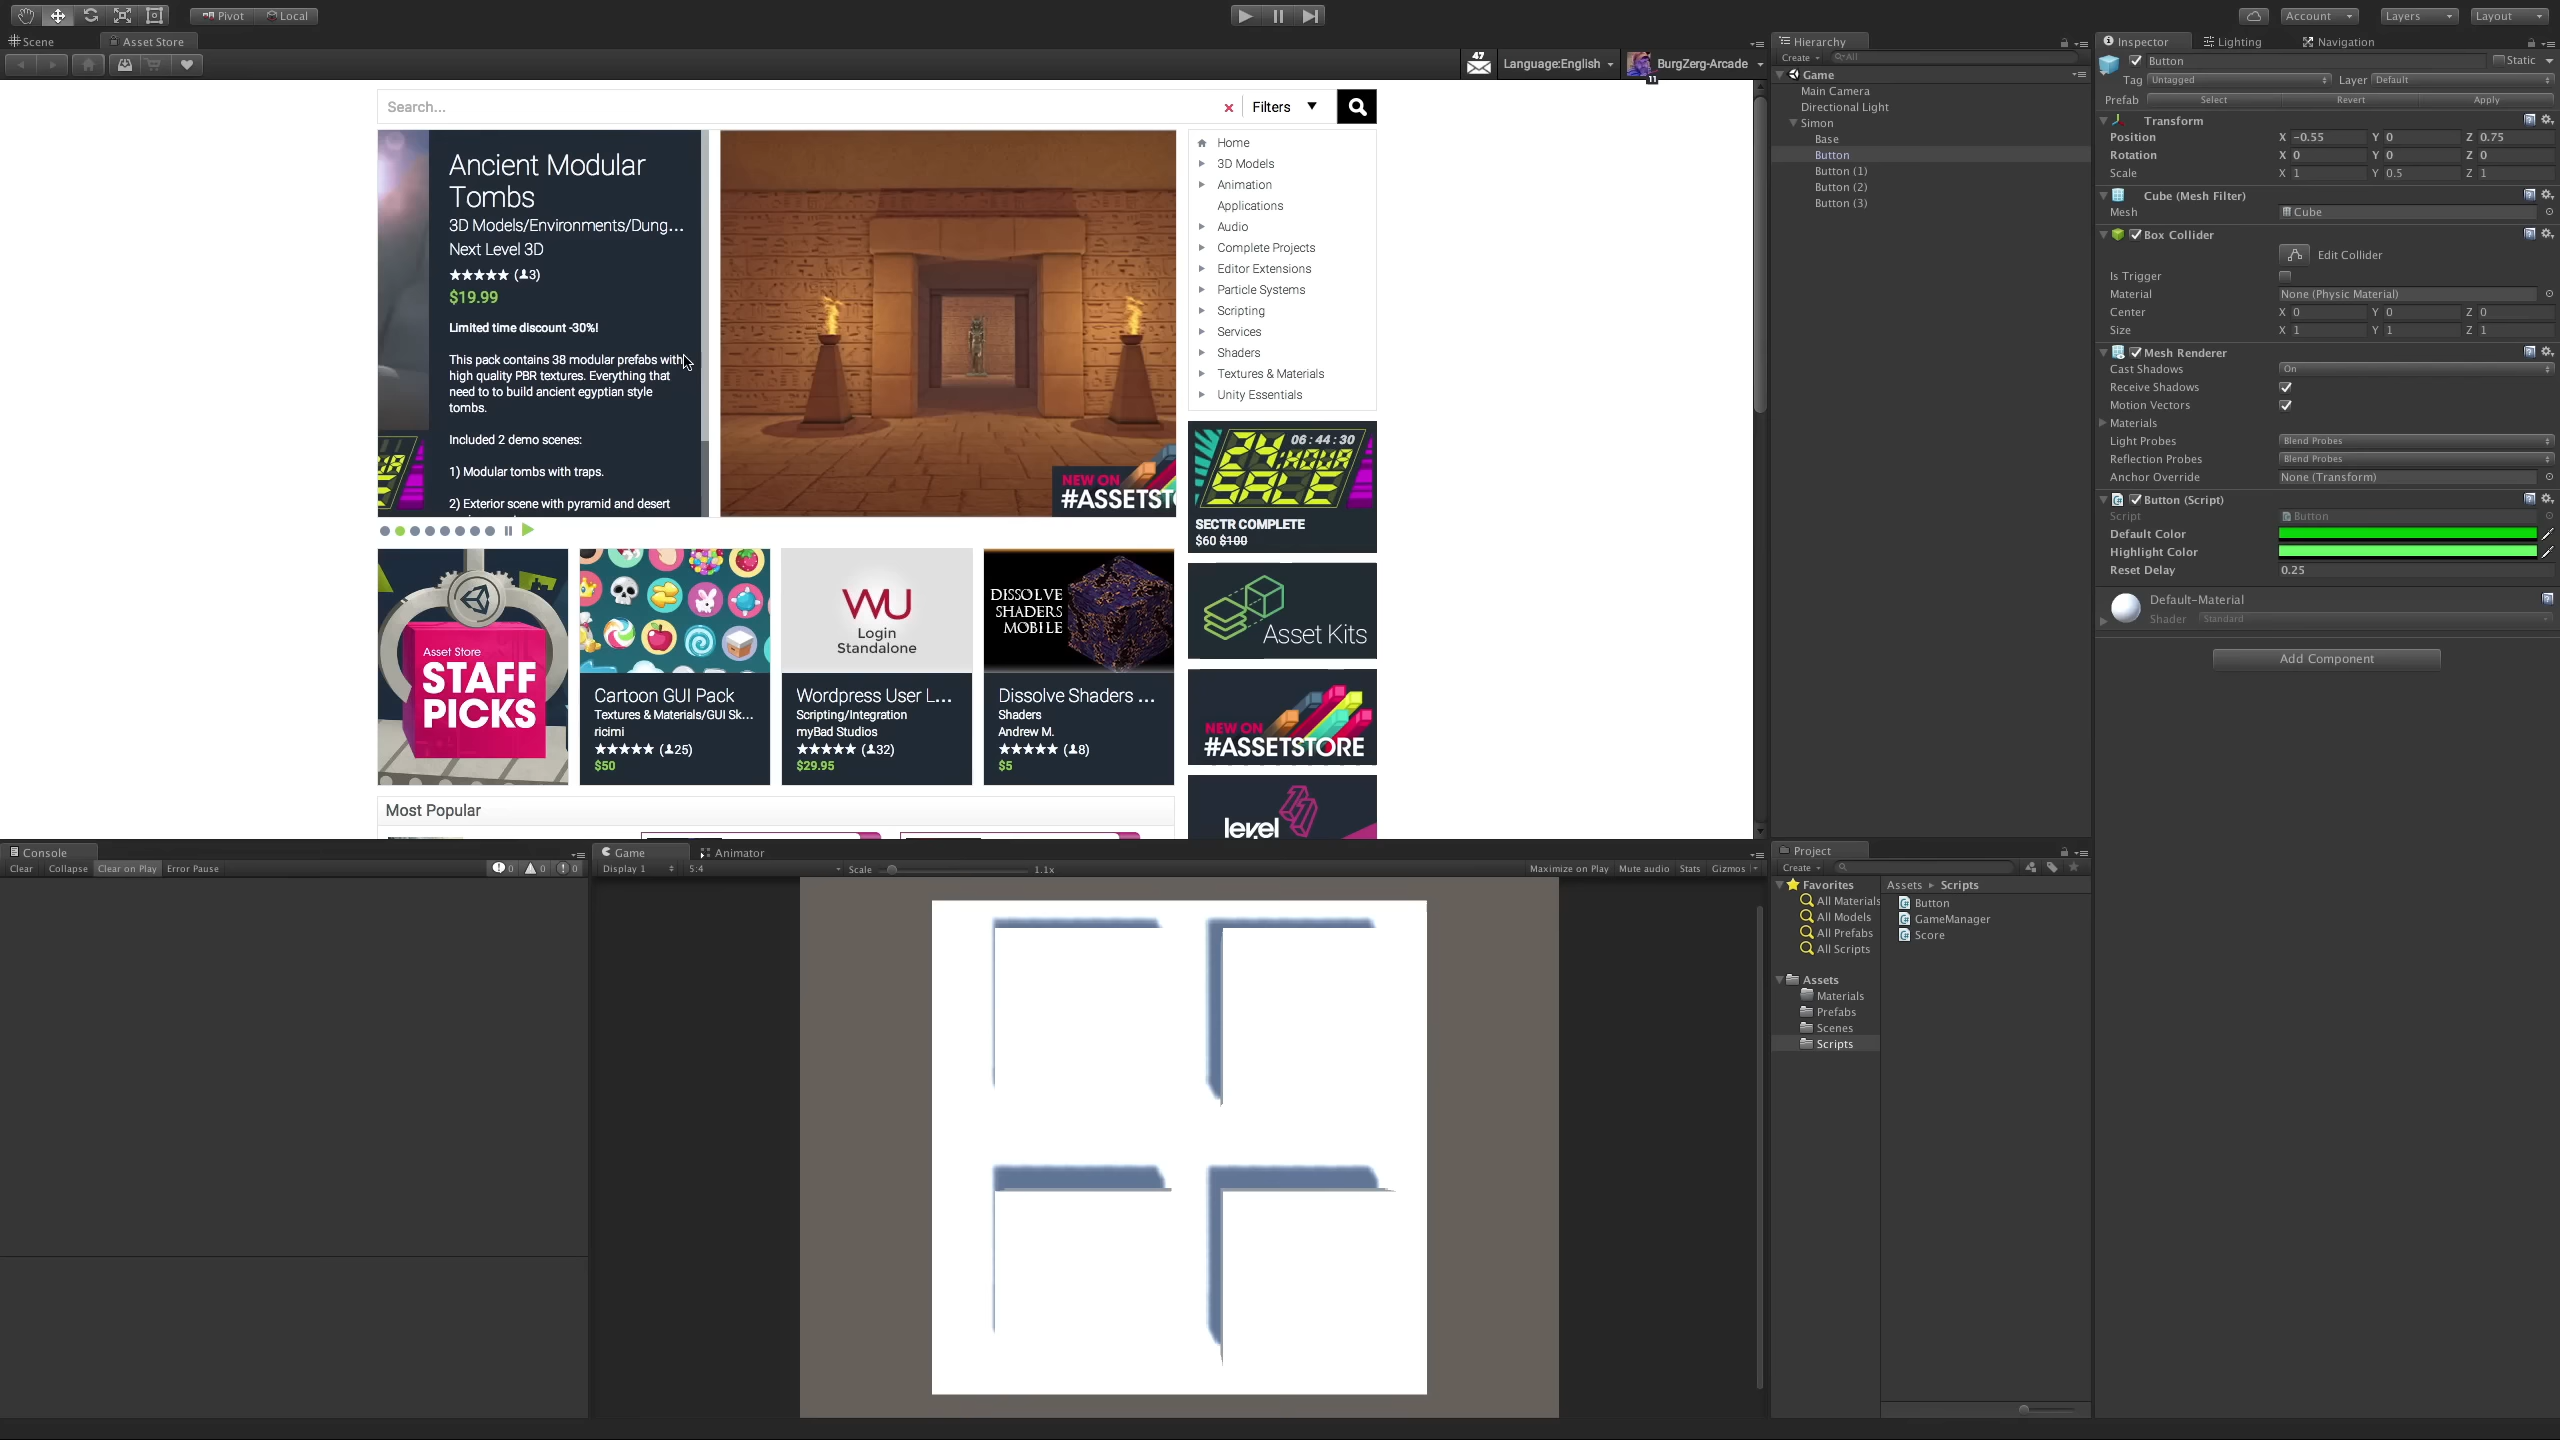 Pivot
Local
Account
Layers
Layout
Scene
Asset Store
47
Language:English
BurgZerg-Arcade
11
Search...
Filters
Ancient Modular
Tombs
3D Models/Environments/Dung...
Next Level 3D
★★★★★ (3)
$19.99
Limited time discount -30%!
This pack contains 38 modular prefabs with
high quality PBR textures. Everything that
need to to build ancient egyptian style
tombs.
Included 2 demo scenes:
1) Modular tombs with traps.
2) Exterior scene with pyramid and desert
NEW ON
#ASSETST
Home
3D Models
Animation
Applications
Audio
Complete Projects
Editor Extensions
Particle Systems
Scripting
Services
Shaders
Textures & Materials
Unity Essentials
06:44:30
24 HOUR
SALE
SECTR COMPLETE
$60 $100
Asset Kits
NEW ON
#ASSETSTORE
level
Asset Store
STAFF
PICKS
Cartoon GUI Pack
Textures & Materials/GUI Sk...
ricimi
★★★★★ (25)
$50
WU
Login
Standalone
Wordpress User L...
Scripting/Integration
myBad Studios
★★★★★ (32)
$29.95
DISSOLVE
SHADERS
MOBILE
Dissolve Shaders ...
Shaders
Andrew M.
★★★★★ (8)
$5
Most Popular
Hierarchy
Create
All
Game
Main Camera
Directional Light
Simon
Base
Button
Button (1)
Button (2)
Button (3)
Inspector
Lighting
Navigation
Button
Static
Tag Untagged
Layer Default
Prefab Select Revert Apply
Transform
Position X -0.55 Y 0 Z 0.75
Rotation X 0 Y 0 Z 0
Scale X 1 Y 0.5 Z 1
Cube (Mesh Filter)
Mesh Cube
Box Collider
Edit Collider
Is Trigger
Material None (Physic Material)
Center X 0 Y 0 Z 0
Size X 1 Y 1 Z 1
Mesh Renderer
Cast Shadows On
Receive Shadows
Motion Vectors
Materials
Light Probes Blend Probes
Reflection Probes Blend Probes
Anchor Override None (Transform)
Button (Script)
Script Button
Default Color
Highlight Color
Reset Delay 0.25
Default-Material
Shader Standard
Add Component
Console
Clear Collapse Clear on Play Error Pause
0 0 0
Game
Animator
Display 1 5:4 Scale 1.1x
Maximize on Play Mute audio Stats Gizmos
Project
Create
Favorites
All Materials
All Models
All Prefabs
All Scripts
Assets
Materials
Prefabs
Scenes
Scripts
Assets Scripts
Button
GameManager
Score